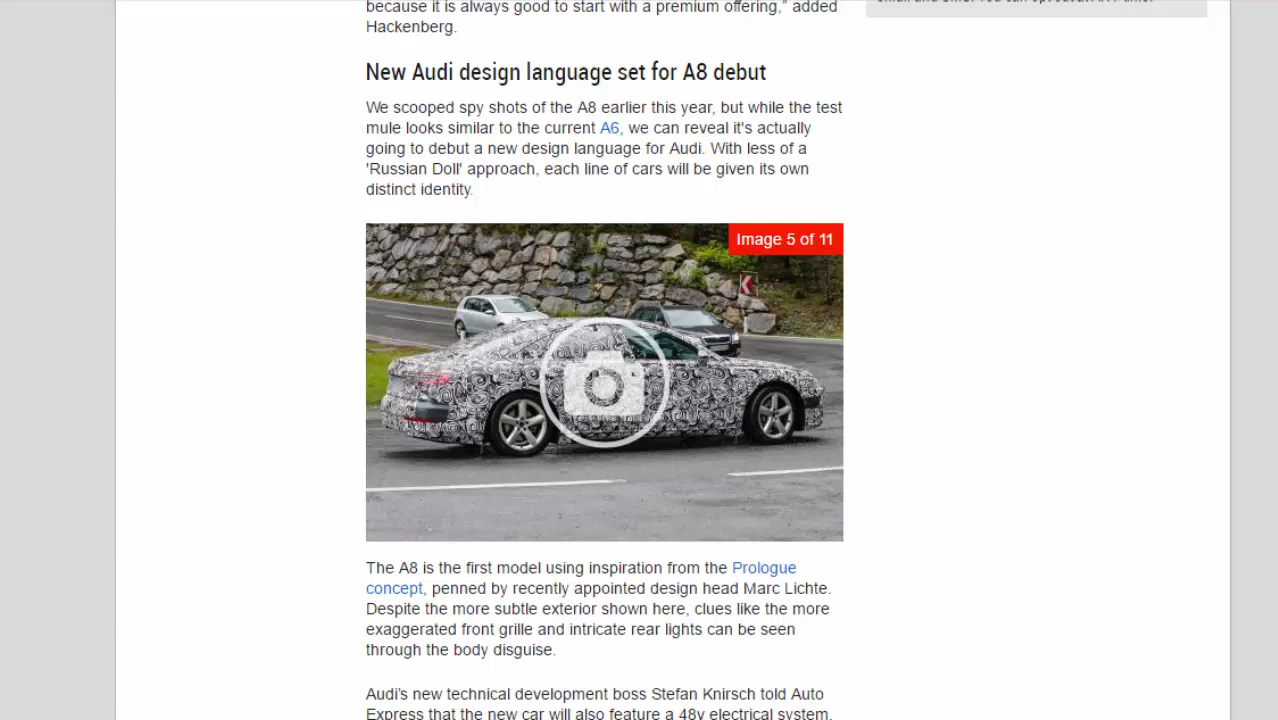 because it is always good to start with a premium offering," added
Hackenberg.
New Audi design language set for A8 debut
We scooped spy shots of the A8 earlier this year, but while the test
mule looks similar to the current A6, we can reveal it's actually
going to debut a new design language for Audi. With less of a
'Russian Doll' approach, each line of cars will be given its own
distinct identity.
Image 5 of 11
The A8 is the first model using inspiration from the Prologue
concept, penned by recently appointed design head Marc Lichte.
Despite the more subtle exterior shown here, clues like the more
exaggerated front grille and intricate rear lights can be seen
through the body disguise.
Audi's new technical development boss Stefan Knirsch told Auto
Express that the new car will also feature a 48v electrical system,